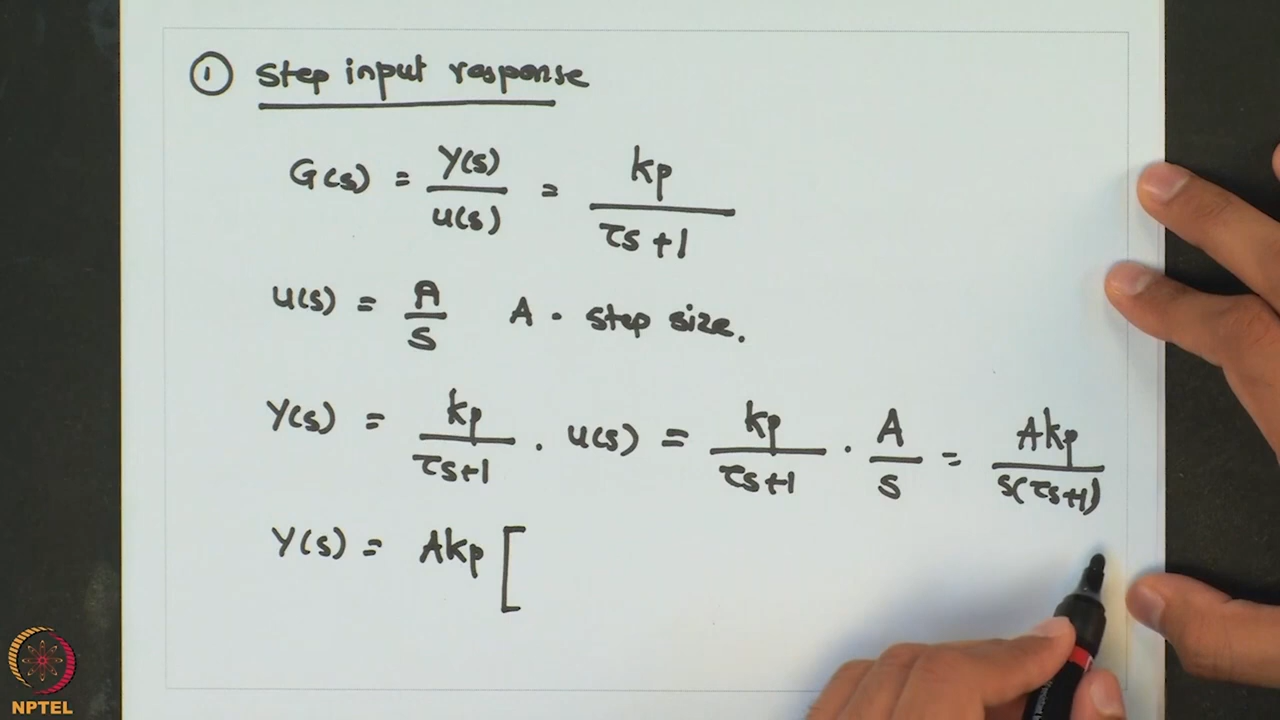 ① Step input response
G(s) = Y(s)/u(s) = kp/τs+1
u(s) = A/s A - step size.
Y(s) = kp/τs+1 . u(s) = kp/τs+1 . A/s = Akp/s(τs+1)
Y(s) = Akp [
NPTEL